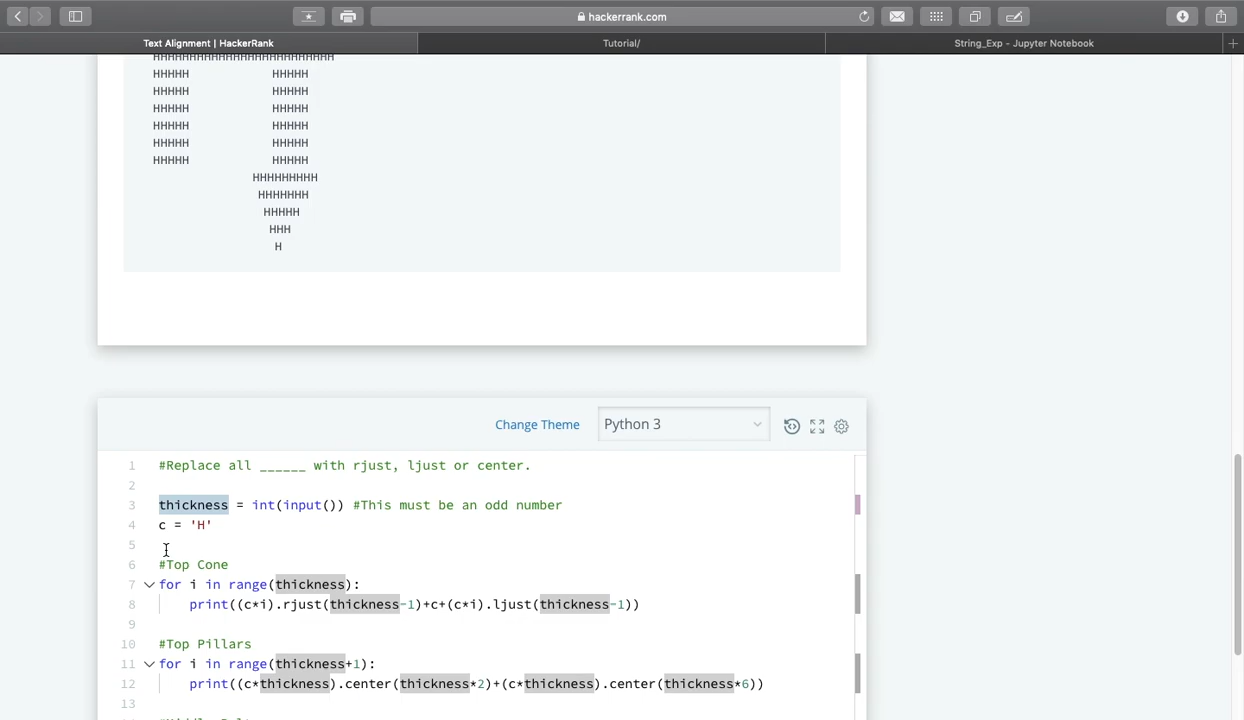 hackerrank.com
Text Alignment | HackerRank
Tutorial/
String_Exp - Jupyter Notebook
HHHHHHHHHHHHHHHHHHHHHHHHH
HHHHH HHHHH
HHHHH HHHHH
HHHHH HHHHH
HHHHH HHHHH
HHHHH HHHHH
HHHHH HHHHH
HHHHHHHHH
HHHHHHH
HHHHH
HHH
H
Change Theme
Python 3
1 #Replace all ______ with rjust, ljust or center.
2
3 thickness = int(input()) #This must be an odd number
4 c = 'H'
5
6 #Top Cone
7 for i in range(thickness):
8 print((c*i).rjust(thickness-1)+c+(c*i).ljust(thickness-1))
9
10 #Top Pillars
11 for i in range(thickness+1):
12 print((c*thickness).center(thickness*2)+(c*thickness).center(thickness*6))
13